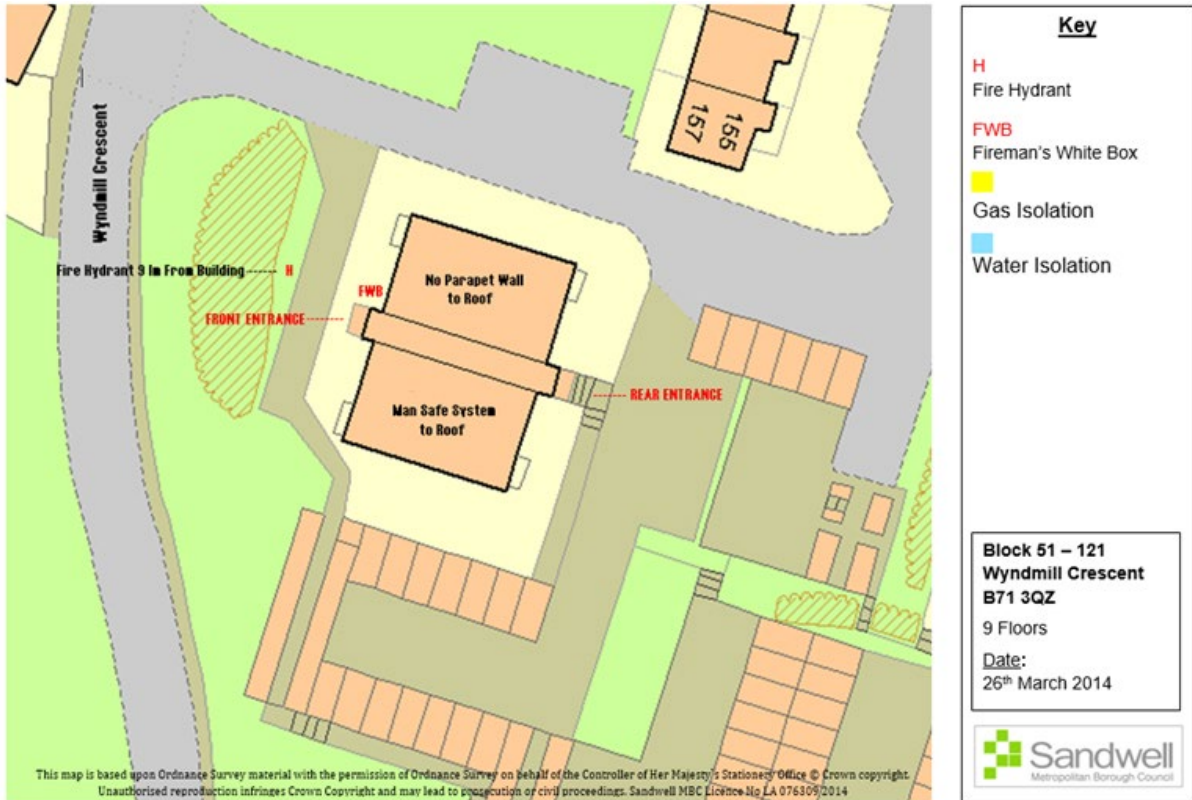 Wyndmill Crescent
157
155
Fire Hydrant 9 In From Building
H
FWB
FRONT ENTRANCE
No Parapet Wall
to Roof
Man Safe System
to Roof
REAR ENTRANCE
This map is based upon Ordnance Survey material with the permission of Ordnance Survey on behalf of the Controller of Her Majesty's Stationery Office © Crown copyright.
Unauthorised reproduction infringes Crown Copyright and may lead to prosecution or civil proceedings. Sandwell MBC Licence No LA 076309 2014
Key
H
Fire Hydrant
FWB
Fireman's White Box
Gas Isolation
Water Isolation
Block 51 – 121
Wyndmill Crescent
B71 3QZ
9 Floors
Date:
26th March 2014
Sandwell
Metropolitan Borough Council